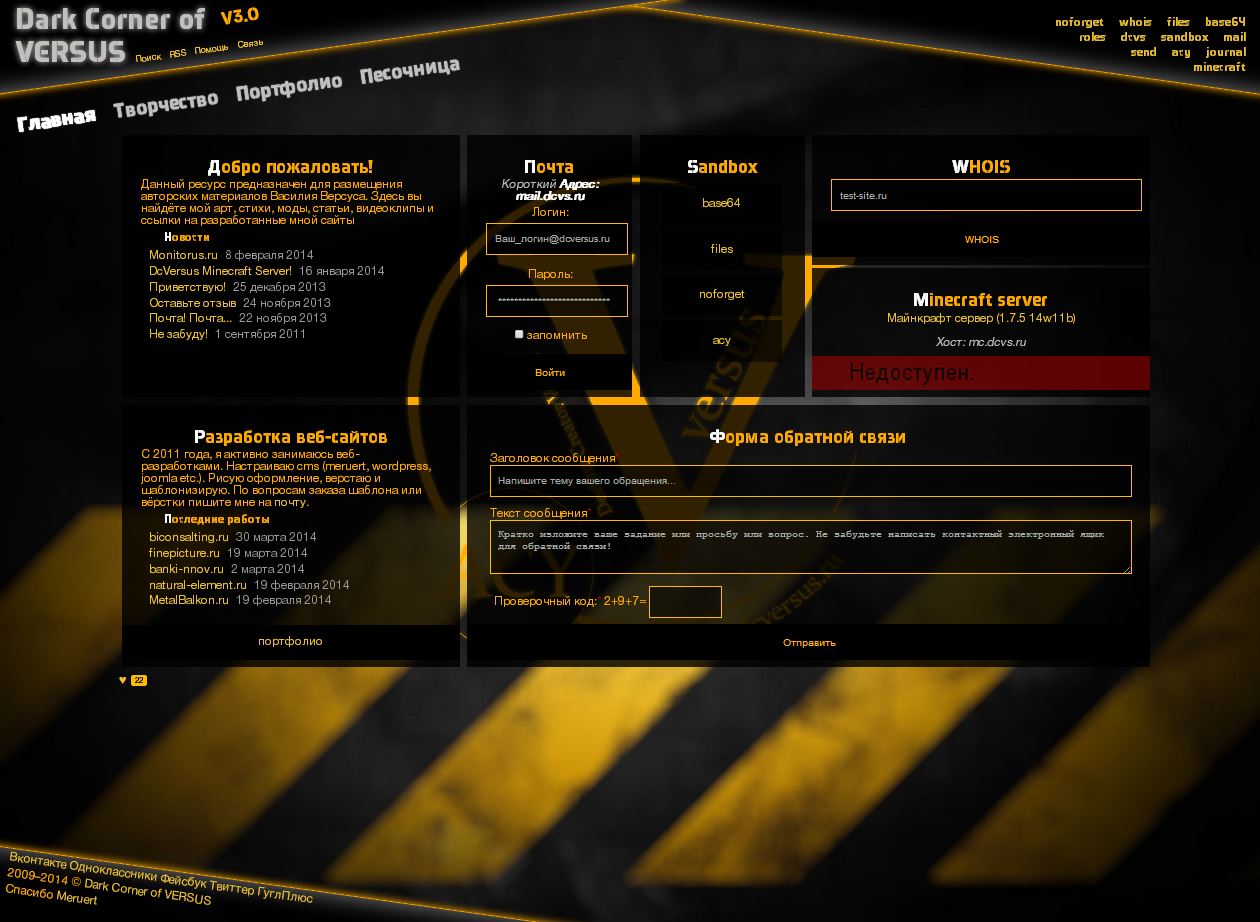 Dark Corner of
VERSUS
V3.0
Поиск RSS Помощь Связь
noforget whois files base64
roles dcvs sandbox mail
send acy journal
minecraft
Главная Творчество Портфолио Песочница
Добро пожаловать!
Данный ресурс предназначен для размещения
авторских материалов Василия Версуса. Здесь вы
найдёте мой арт, стихи, моды, статьи, видеоклипы и
ссылки на разработанные мной сайты
Новости
Monitorus.ru 8 февраля 2014
DcVersus Minecraft Server! 16 января 2014
Приветствую! 25 декабря 2013
Оставьте отзыв 24 ноября 2013
Почта! Почта... 22 ноября 2013
Не забуду! 1 сентября 2011
Почта
Короткий Адрес:
mail.dcvs.ru
Логин:
Ваш_логин@dcversus.ru
Пароль:
запомнить
Войти
Sandbox
base64
files
noforget
acy
WHOIS
test-site.ru
WHOIS
Minecraft server
Майнкрафт сервер (1.7.5 14w11b)
Хост: mc.dcvs.ru
Недоступен.
Разработка веб-сайтов
С 2011 года, я активно занимаюсь веб-
разработками. Настраиваю cms (meruert, wordpress,
joomla etc.). Рисую оформление, верстаю и
шаблонизирую. По вопросам заказа шаблона или
вёрстки пишите мне на почту.
Последние работы
biconsalting.ru 30 марта 2014
finepicture.ru 19 марта 2014
banki-nnov.ru 2 марта 2014
natural-element.ru 19 февраля 2014
MetalBalkon.ru 19 февраля 2014
портфолио
Форма обратной связи
Заголовок сообщения*
Напишите тему вашего обращения...
Текст сообщения*
Кратко изложите ваше задание или просьбу или вопрос. Не забудьте написать контактный электронный ящик
для обратной связи!
Проверочный код:* 2+9+7=
Отправить
versus
♥ 22
Вконтакте Одноклассники Фейсбук Твиттер ГуглПлюс
2009–2014 © Dark Corner of VERSUS
Спасибо Meruert